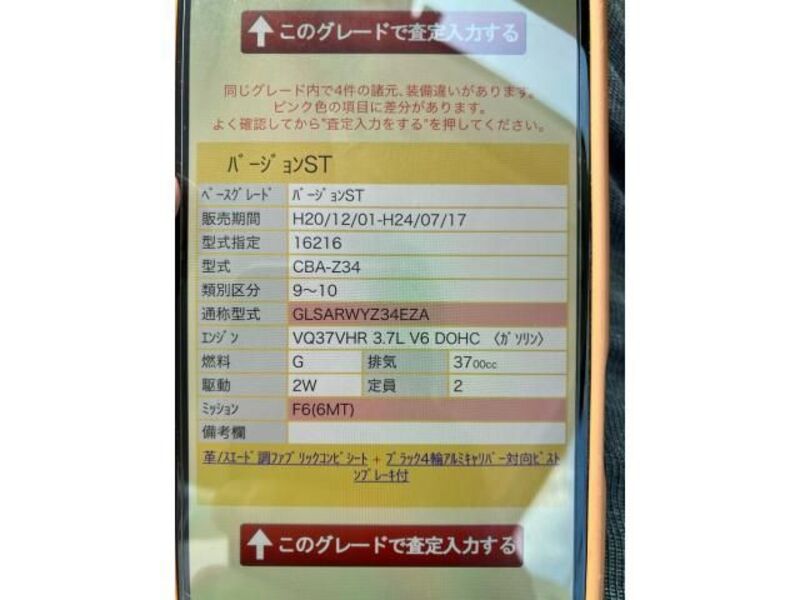 このグレードで査定入力する
同じグレード内で4件の諸元、装備違いがあります。
ピンク色の項目に差分があります。
よく確認してから"査定入力をする"を押してください。
ﾊﾞｰｼﾞｮﾝST
ﾍﾞｰｽｸﾞﾚｰﾄﾞ ﾊﾞｰｼﾞｮﾝST
販売期間 H20/12/01-H24/07/17
型式指定 16216
型式 CBA-Z34
類別区分 9～10
通称型式 GLSARWYZ34EZA
ｴﾝｼﾞﾝ VQ37VHR 3.7L V6 DOHC 〈ｶﾞｿﾘﾝ〉
燃料 G 排気 3700cc
駆動 2W 定員 2
ﾐｯｼｮﾝ F6(6MT)
備考欄
革/ｽｴｰﾄﾞ調ﾌｧﾌﾞﾘｯｸｺﾝﾋﾞｼｰﾄ + ﾌﾞﾗｯｸ4輪ｱﾙﾐｷｬﾘﾊﾟｰ対向ﾋﾟｽﾄ
ﾝﾌﾞﾚｰｷ付
このグレードで査定入力する